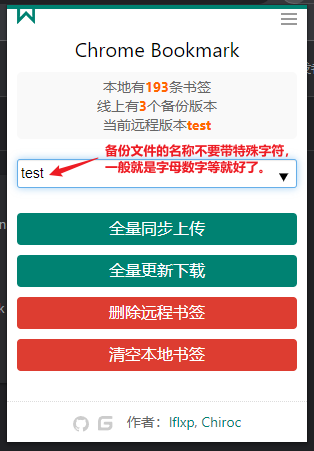 Chrome Bookmark
本地有193条书签
线上有3个备份版本
当前远程版本test
备份文件的名称不要带特殊字符，
一般就是字母数字等就好了。
test
全量同步上传
全量更新下载
删除远程书签
清空本地书签
作者：lflxp, Chiroc